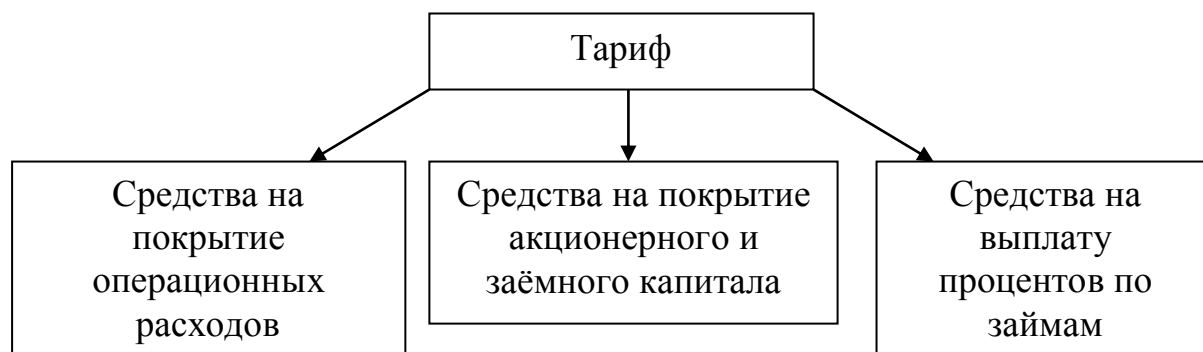 Тариф
Средства на
покрытие
операционных
расходов
Средства на покрытие
акционерного и
заёмного капитала
Средства на
выплату
процентов по
займам